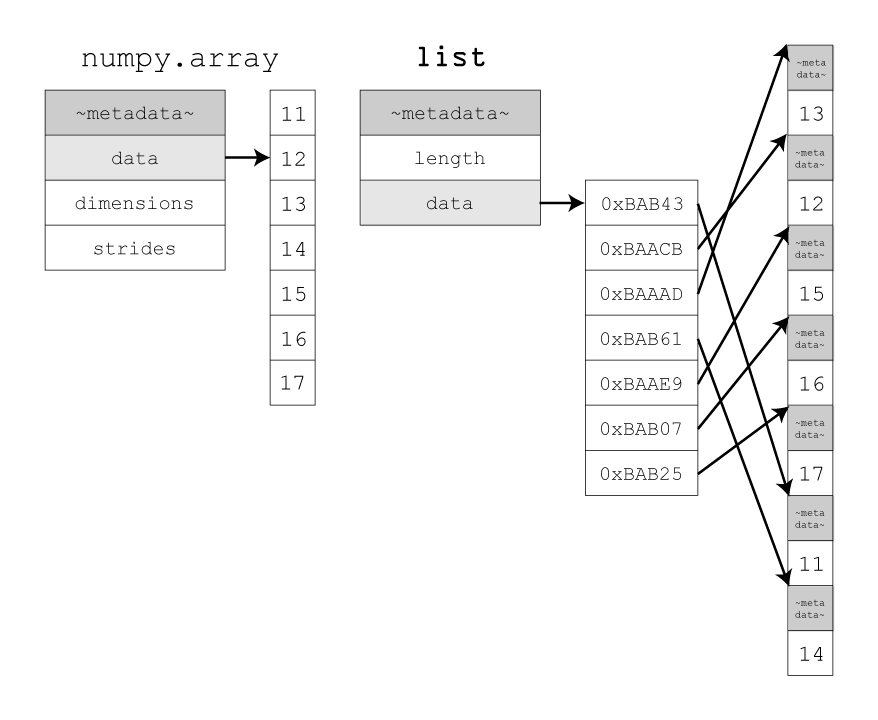 numpy.array
~metadata~
data
dimensions
strides
11
12
13
14
15
16
17
list
~metadata~
length
data
0xBAB43
0xBAACB
0xBAAAD
0xBAB61
0xBAAE9
0xBAB07
0xBAB25
~meta
data~
13
~meta
data~
12
~meta
data~
15
~meta
data~
16
~meta
data~
17
~meta
data~
11
~meta
data~
14